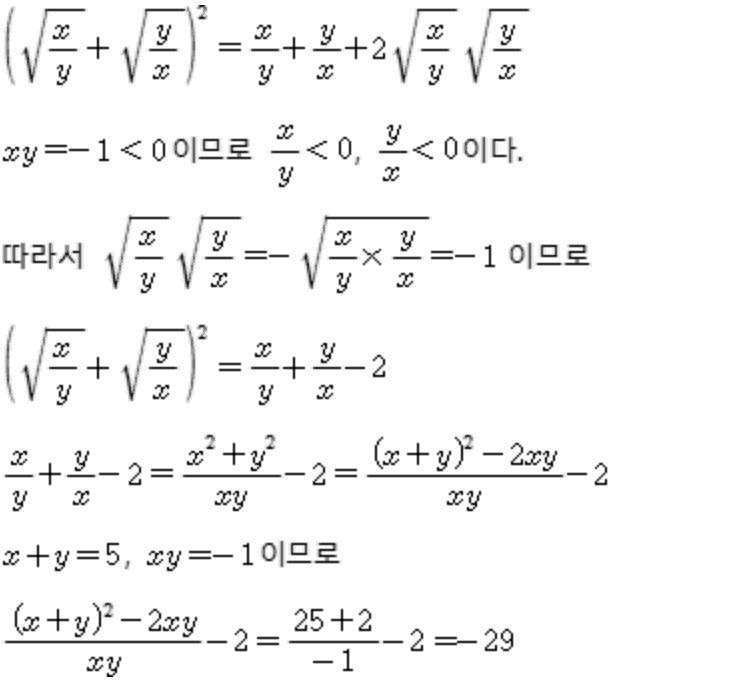 (√(x/y) + √(y/x))² = x/y + y/x + 2√(x/y) √(y/x)
xy = −1 < 0 이므로 x/y < 0, y/x < 0 이다.
따라서 √(x/y) √(y/x) = −√(x/y × y/x) = −1 이므로
(√(x/y) + √(y/x))² = x/y + y/x − 2
x/y + y/x − 2 = (x² + y²)/xy − 2 = ((x + y)² − 2xy)/xy − 2
x + y = 5, xy = −1 이므로
((x + y)² − 2xy)/xy − 2 = (25 + 2)/−1 − 2 = −29